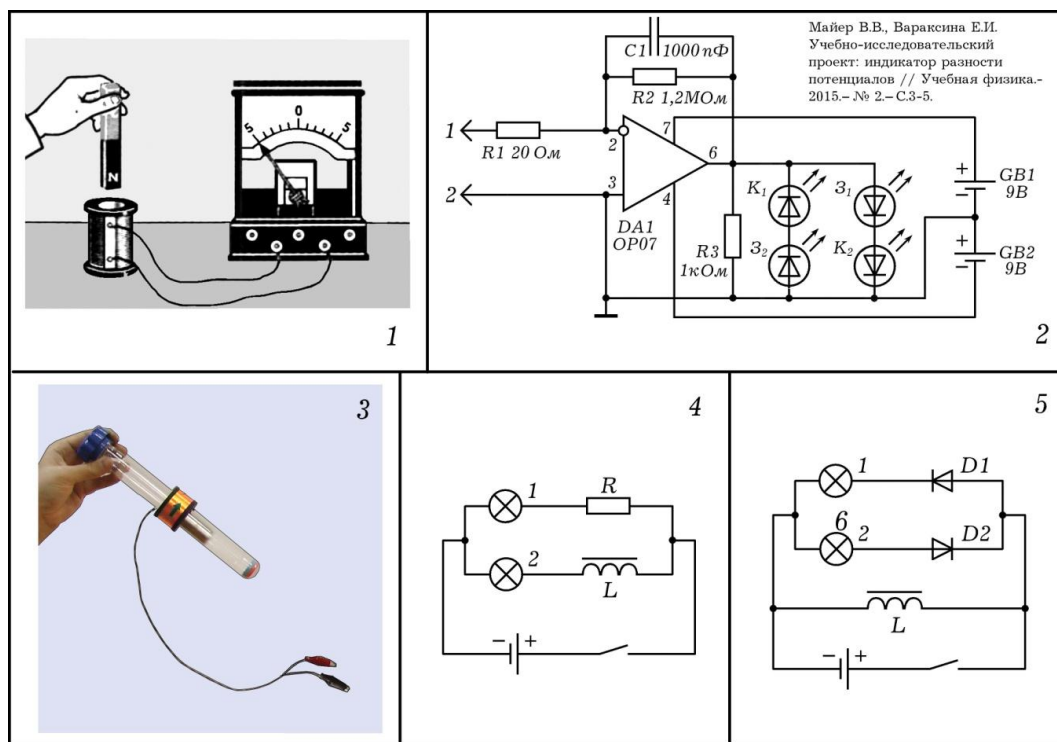 5 0 5
N
1
C1 1000 пФ
R2 1,2МОм
1
R1 20 Ом
2
2
3
7
6
4
DA1
OP07
R3
1кОм
К₁
З₁
З₂
К₂
+
GB1
−
9В
+
GB2
−
9В
Майер В.В., Вараксина Е.И.
Учебно-исследовательский
проект: индикатор разности
потенциалов // Учебная физика.-
2015.– № 2.– С.3-5.
2
3
4
1
R
2
L
− +
5
1
D1
6
2
D2
L
− +